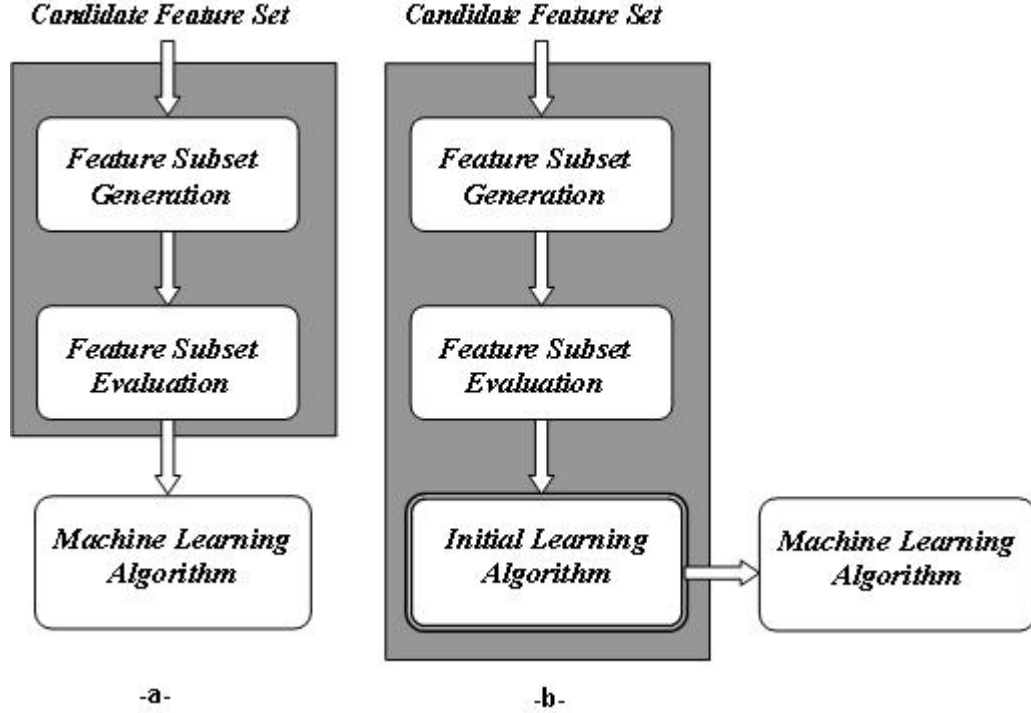 Candidate Feature Set
Feature Subset
Generation
Feature Subset
Evaluation
Machine Learning
Algorithm
-a-
Candidate Feature Set
Feature Subset
Generation
Feature Subset
Evaluation
Initial Learning
Algorithm
Machine Learning
Algorithm
-b-